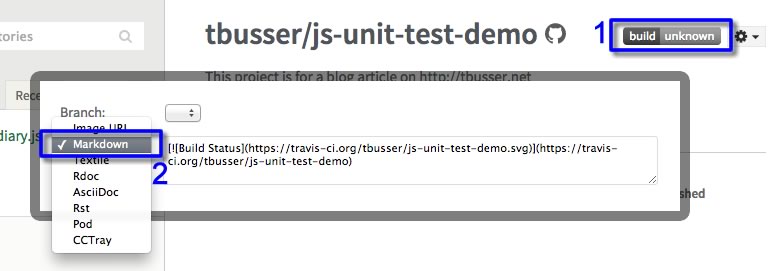 tories
tbusser/js-unit-test-demo
1
build unknown
This project is for a blog article on http://tbusser.net
Rece
Branch:
diary.js
Image URL
✓ Markdown
2
[![Build Status](https://travis-ci.org/tbusser/js-unit-test-demo.svg)](https://travis-
ci.org/tbusser/js-unit-test-demo)
Textile
Rdoc
AsciiDoc
Rst
Pod
CCTray
shed